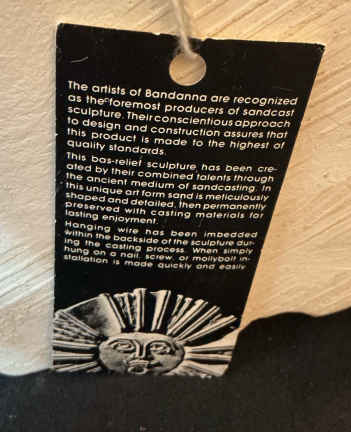 The artists of Bandanna are recognized
as the foremost producers of sandcast
sculpture. Their conscientious approach
to design and construction assures that
this product is made to the highest of
quality standards.
This bas-relief sculpture has been cre-
ated by their combined talents through
the ancient medium of sandcasting. In
this unique art form sand is meticulously
shaped and detailed, then permanently
preserved with casting materials for
lasting enjoyment.
Hanging wire has been imbedded
within the backside of the sculpture dur-
ing the casting process. When simply
hung on a nail, screw, or mollyboll in-
stallation is made quickly and easily